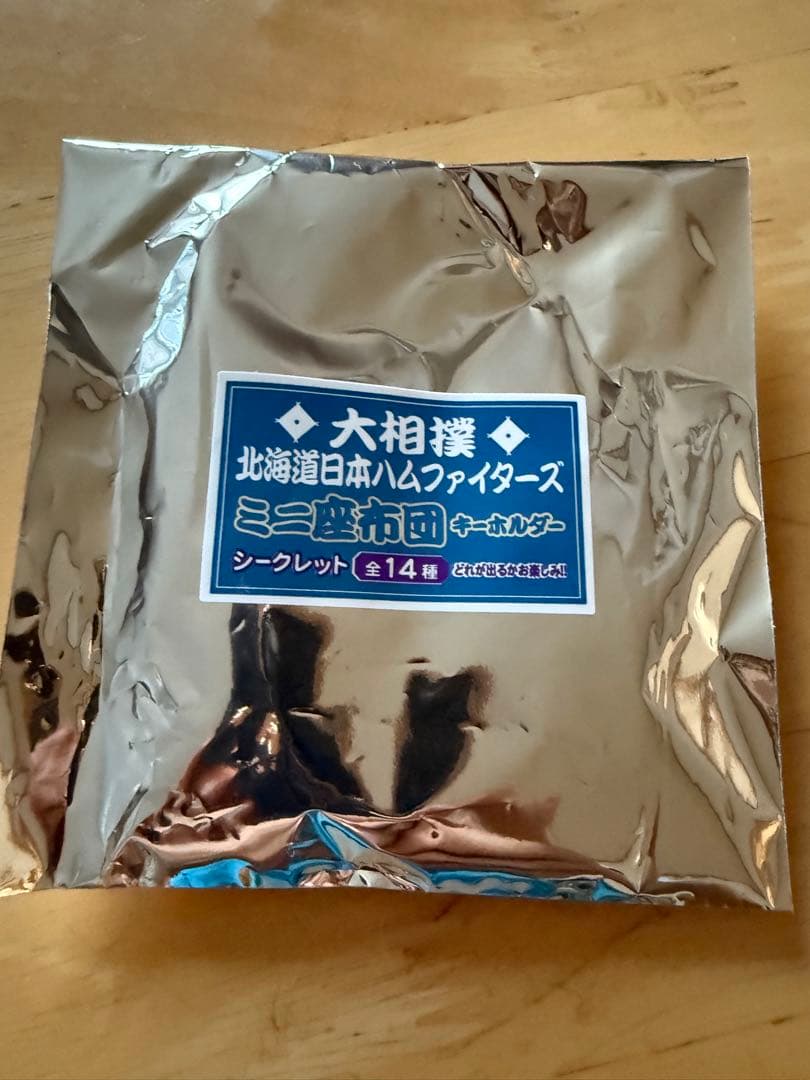 大相撲
北海道日本ハムファイターズ
ミニ座布団 キーホルダー
シークレット 全14種 どれが出るかお楽しみ!!